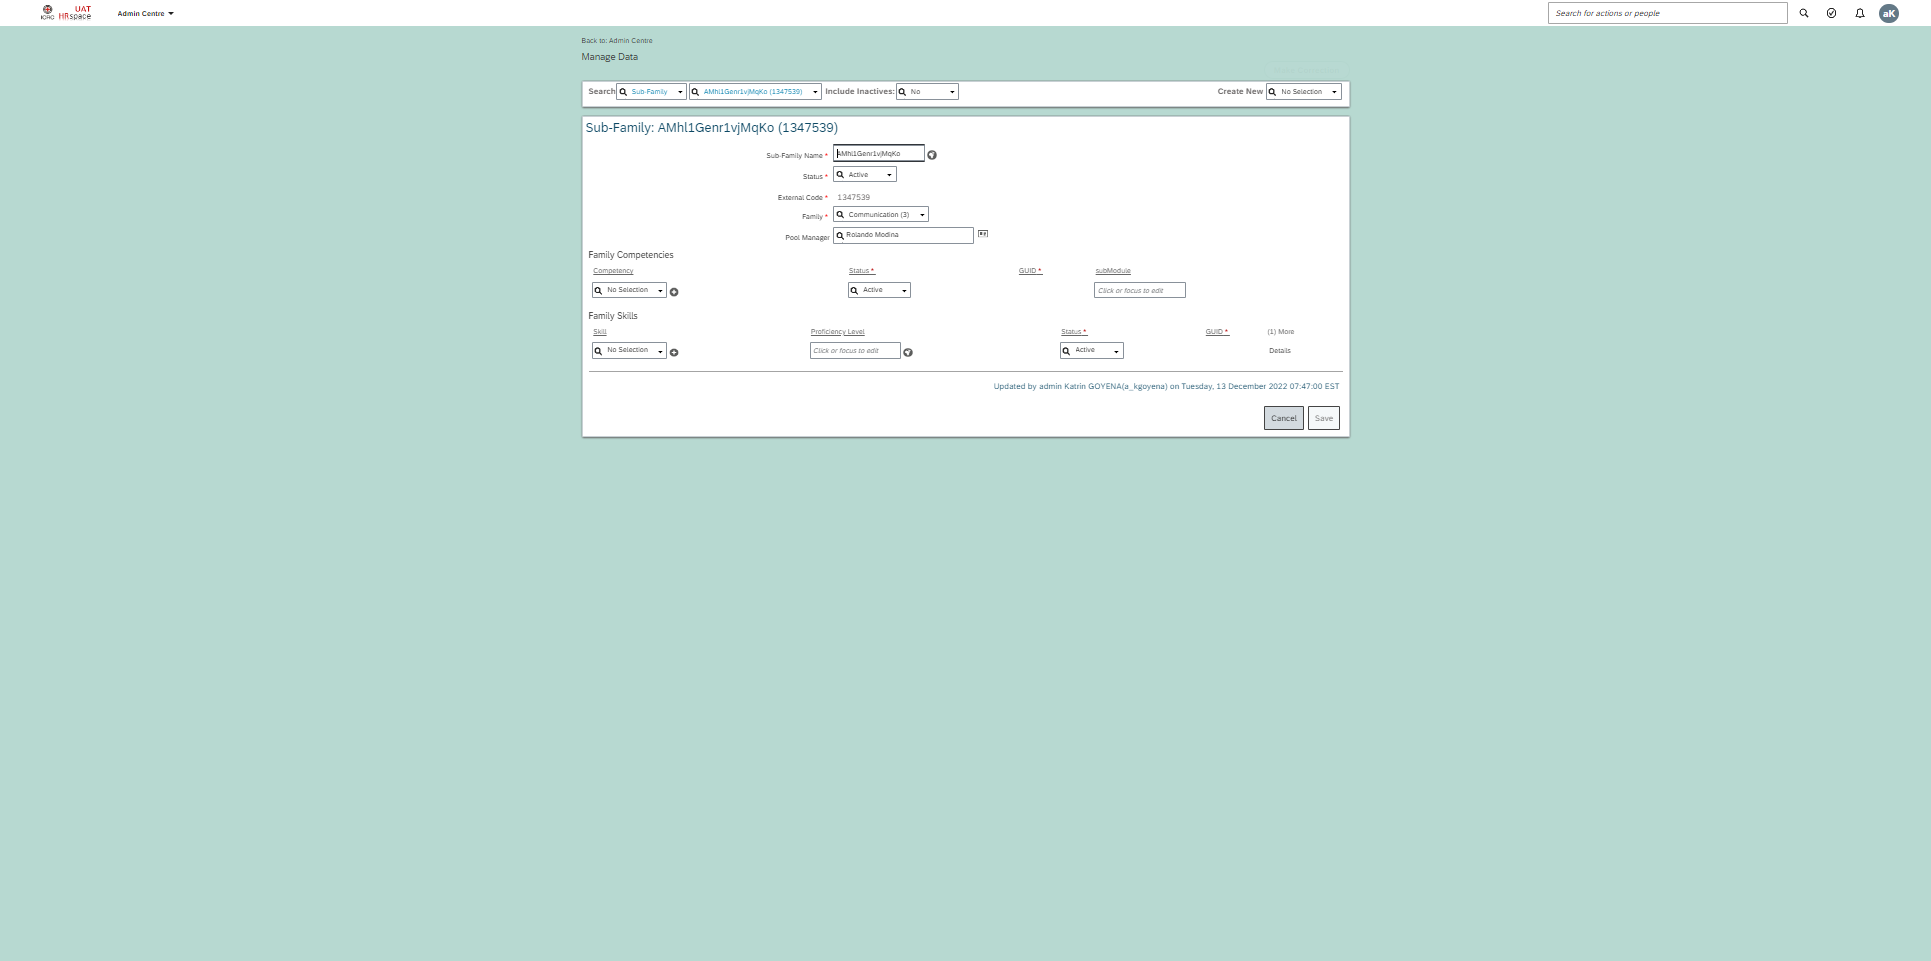 ICRC UAT HRspace Admin Centre Search for actions or people aK
Back to: Admin Centre
Manage Data
Search Sub-Family AMhl1Genr1vjMqKo (1347539) Include Inactives: No Create New No Selection
Sub-Family: AMhl1Genr1vjMqKo (1347539)
Sub-Family Name * AMhl1Genr1vjMqKo
Status * Active
External Code * 1347539
Family * Communication (3)
Pool Manager Rolando Modina
Family Competencies
Competency Status * GUID * subModule
No Selection Active Click or focus to edit
Family Skills
Skill Proficiency Level Status * GUID * (1) More
No Selection Click or focus to edit Active Details
Updated by admin Katrin GOYENA(a_kgoyena) on Tuesday, 13 December 2022 07:47:00 EST
Cancel Save